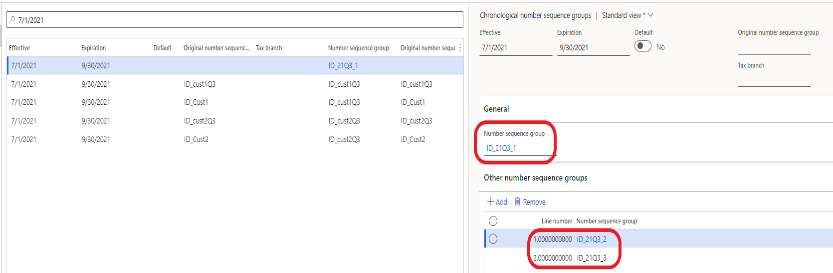 7/1/2021
Effective Expiration Default Original number sequenc... Tax branch Number sequence group Original number sequ
7/1/2021 9/30/2021 ID_21Q3_1
7/1/2021 9/30/2021 ID_cust1Q3 ID_cust1Q3 ID_cust1Q3
7/1/2021 9/30/2021 ID_Cust1 ID_cust1Q3 ID_Cust1
7/1/2021 9/30/2021 ID_cust2Q3 ID_cust2Q3 ID_cust2Q3
7/1/2021 9/30/2021 ID_Cust2 ID_cust2Q3 ID_Cust2
Chronological number sequence groups | Standard view *
Effective Expiration Default Original number sequence group
7/1/2021 9/30/2021 No
Tax branch
General
Number sequence group
ID_21Q3_1
Other number sequence groups
+ Add Remove
Line number Number sequence group
1.0000000000 ID_21Q3_2
2.0000000000 ID_21Q3_3